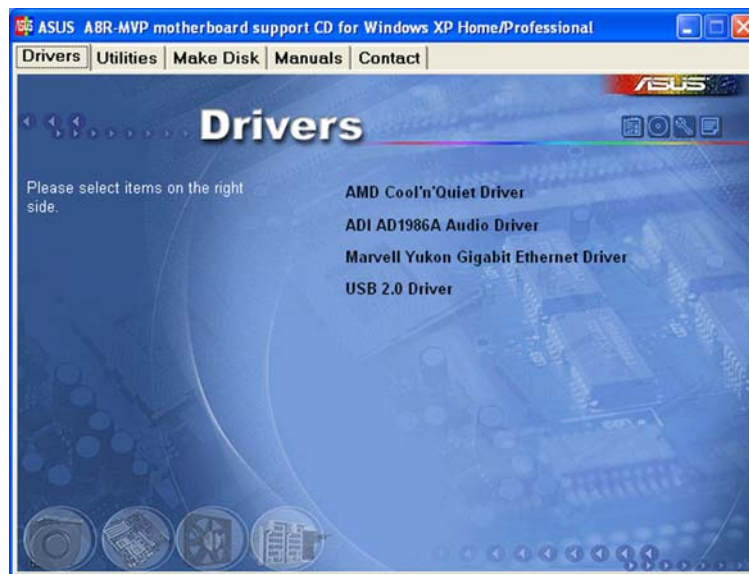 ASUS A8R-MVP motherboard support CD for Windows XP Home/Professional
Drivers Utilities Make Disk Manuals Contact
ASUS
Drivers
Please select items on the right
side.
AMD Cool'n'Quiet Driver
ADI AD1986A Audio Driver
Marvell Yukon Gigabit Ethernet Driver
USB 2.0 Driver